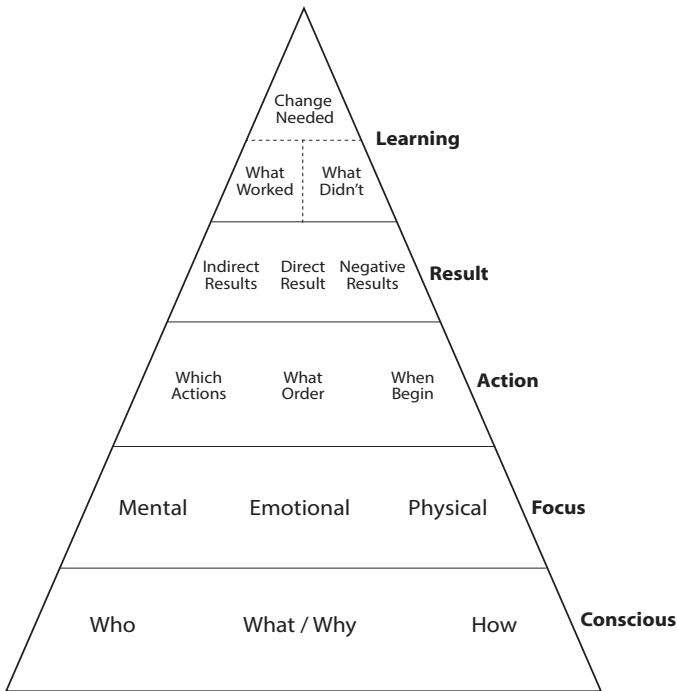 Change
Needed
Learning
What
Worked
What
Didn't
Indirect
Results
Direct
Result
Negative
Results
Result
Which
Actions
What
Order
When
Begin
Action
Mental
Emotional
Physical
Focus
Who
What / Why
How
Conscious